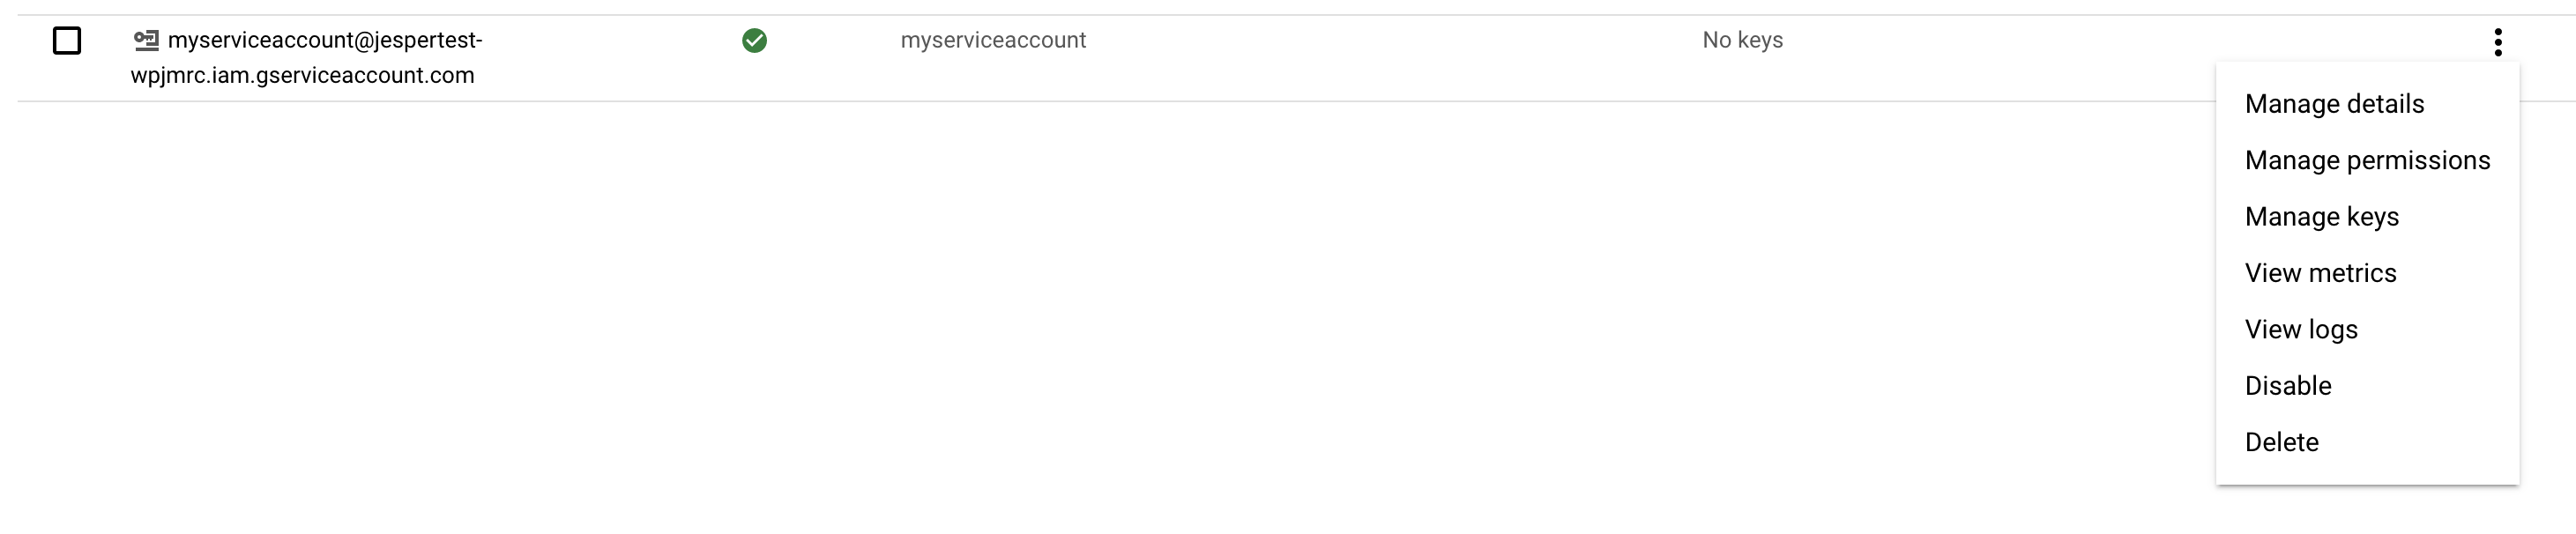 myserviceaccount@jespertest-
wpjmrc.iam.gserviceaccount.com
myserviceaccount
No keys
Manage details
Manage permissions
Manage keys
View metrics
View logs
Disable
Delete